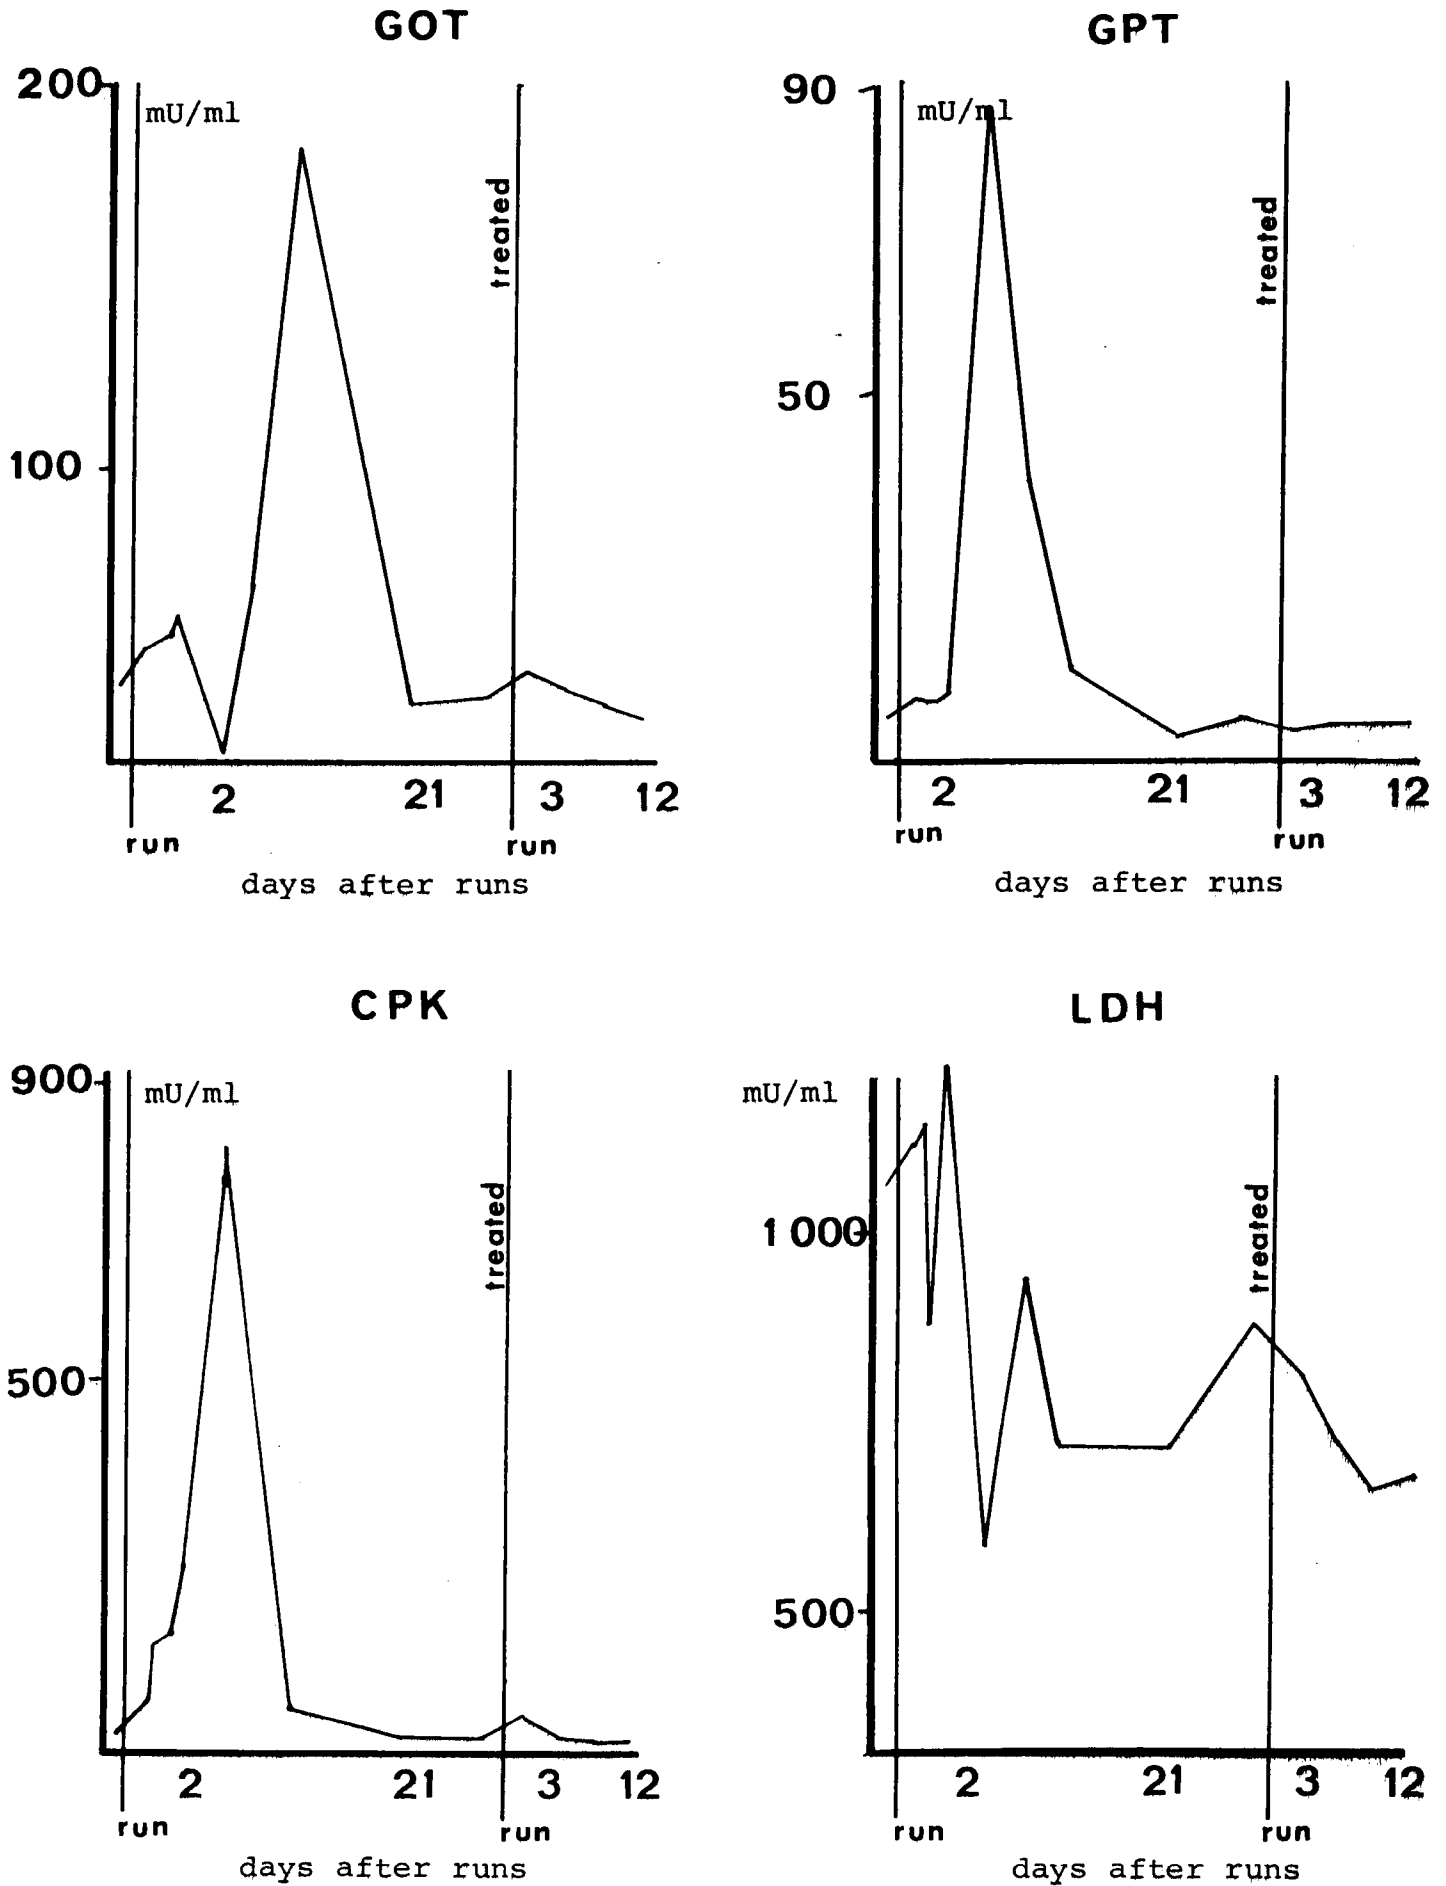 GOT
200
mU/ml
treated
100
2
21
3
12
run
run
days after runs
GPT
90
mU/ml
treated
50
2
21
3
12
run
run
days after runs
CPK
900
mU/ml
treated
500
2
21
3
12
run
run
days after runs
LDH
mU/ml
1000
treated
500
2
21
3
12
run
run
days after runs